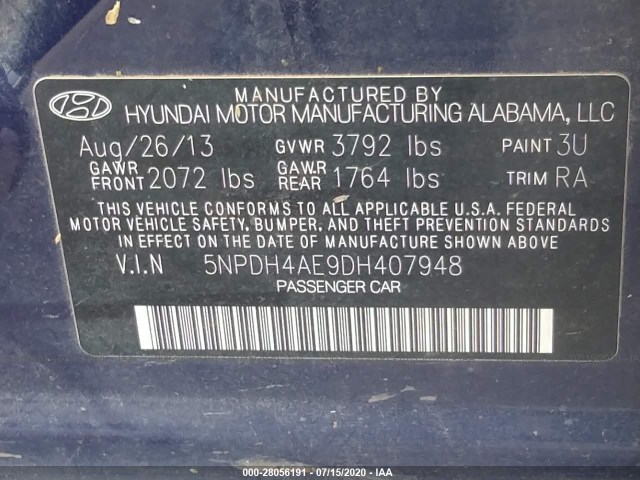 MANUFACTURED BY
HYUNDAI MOTOR MANUFACTURING ALABAMA, LLC
Aug/26/13 GVWR 3792 lbs PAINT 3U
GAWR FRONT 2072 lbs GAWR REAR 1764 lbs TRIM RA
THIS VEHICLE CONFORMS TO ALL APPLICABLE U.S.A. FEDERAL
MOTOR VEHICLE SAFETY, BUMPER, AND THEFT PREVENTION STANDARDS
IN EFFECT ON THE DATE OF MANUFACTURE SHOWN ABOVE.
V.I.N 5NPDH4AE9DH407948
PASSENGER CAR
000-28056191 - 07/15/2020 - IAA